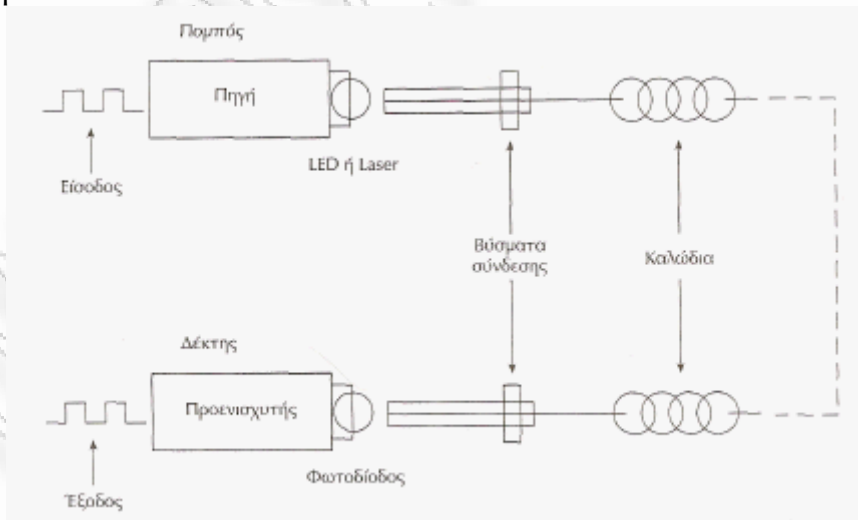 Πομπός
Πηγή
LED ή Laser
Είσοδος
Βύσματα
σύνδεσης
Καλώδια
Δέκτης
Προενισχυτής
Φωτοδίοδος
Έξοδος